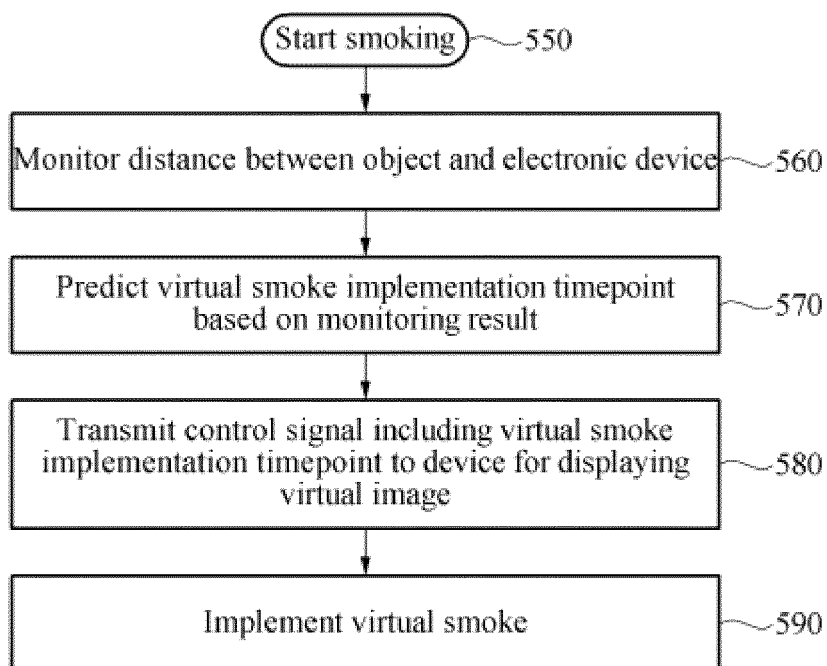 Start smoking 550
Monitor distance between object and electronic device 560
Predict virtual smoke implementation timepoint
based on monitoring result
570
Transmit control signal including virtual smoke
implementation timepoint to device for displaying
virtual image
580
Implement virtual smoke 590